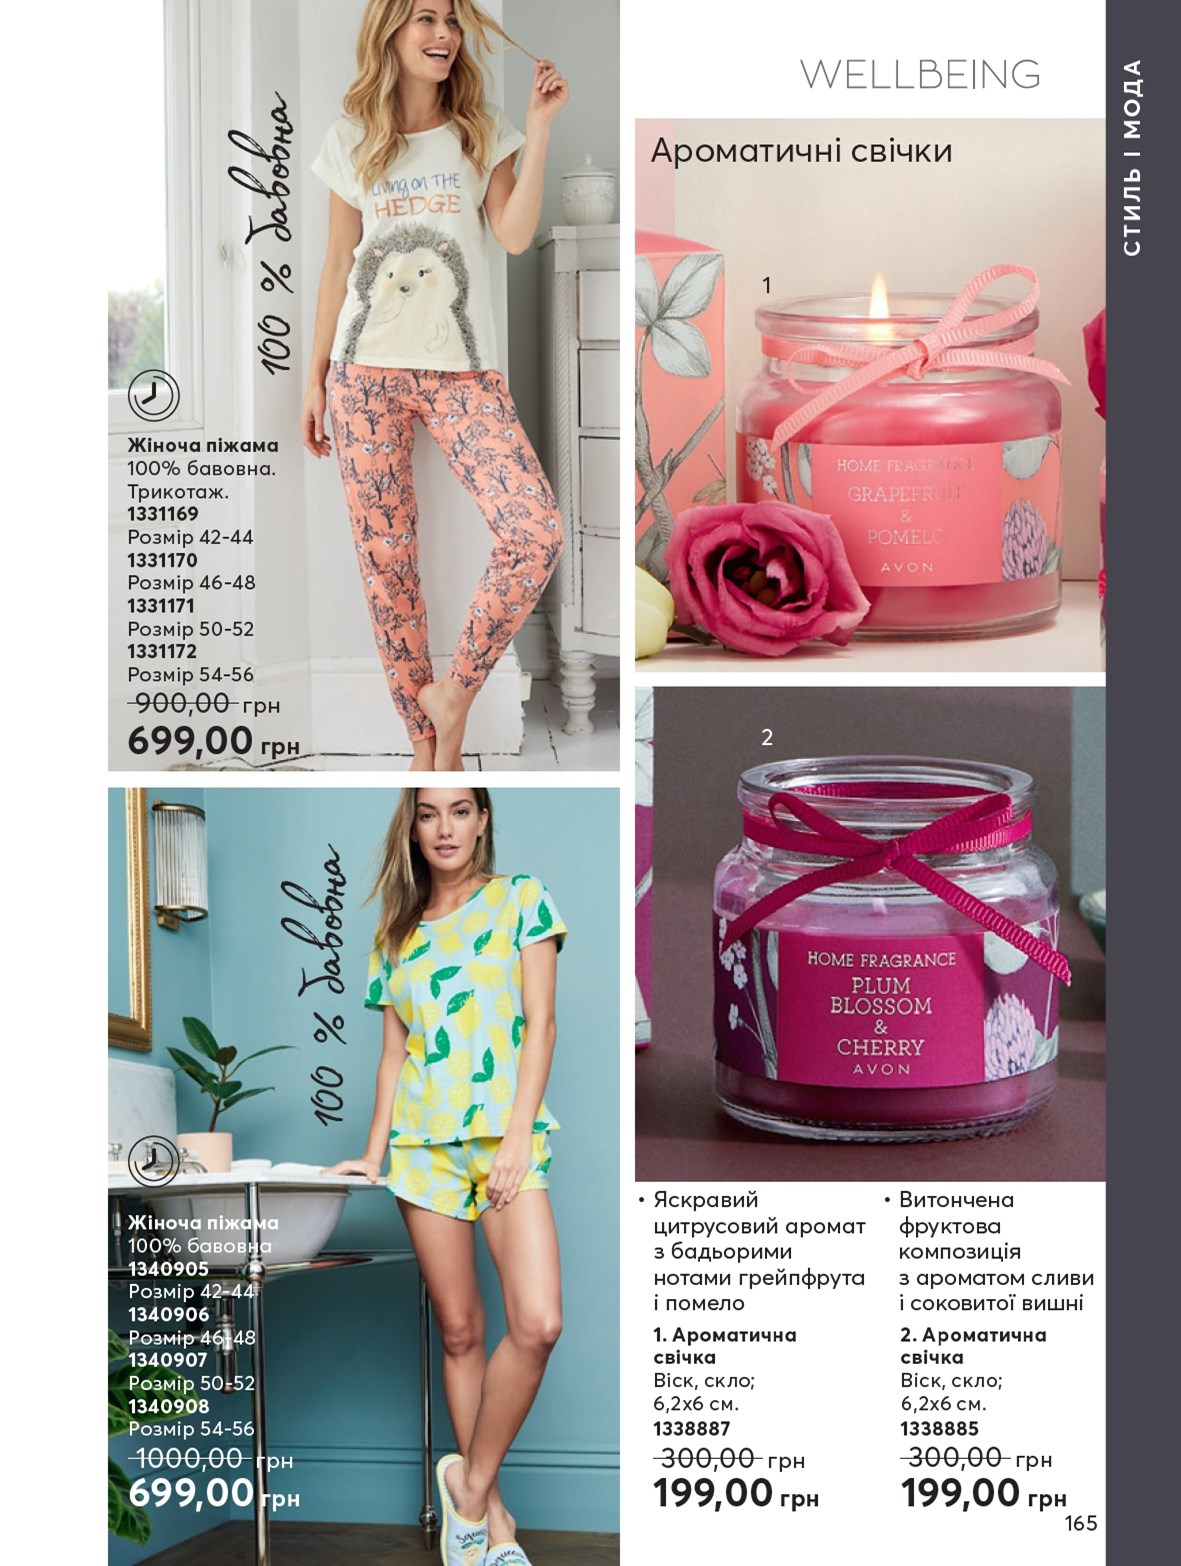 WELLBEING
СТИЛЬ І МОДА
100 % бавовна
LIVING ON THE
HEDGE
Жіноча піжама
100% бавовна.
Трикотаж.
1331169
Розмір 42-44
1331170
Розмір 46-48
1331171
Розмір 50-52
1331172
Розмір 54-56
900,00 грн
699,00 грн
100 % бавовна
Жіноча піжама
100% бавовна
1340905
Розмір 42-44
1340906
Розмір 46-48
1340907
Розмір 50-52
1340908
Розмір 54-56
1000,00 грн
699,00 грн
Ароматичні свічки
1
HOME FRAGRANCE
GRAPEFRUIT
&
POMELO
AVON
2
HOME FRAGRANCE
PLUM
BLOSSOM
&
CHERRY
AVON
• Яскравий
цитрусовий аромат
з бадьорими
нотами грейпфрута
і помело
1. Ароматична
свічка
Віск, скло;
6,2х6 см.
1338887
300,00 грн
199,00 грн
• Витончена
фруктова
композиція
з ароматом сливи
і соковитої вишні
2. Ароматична
свічка
Віск, скло;
6,2х6 см.
1338885
300,00 грн
199,00 грн
165